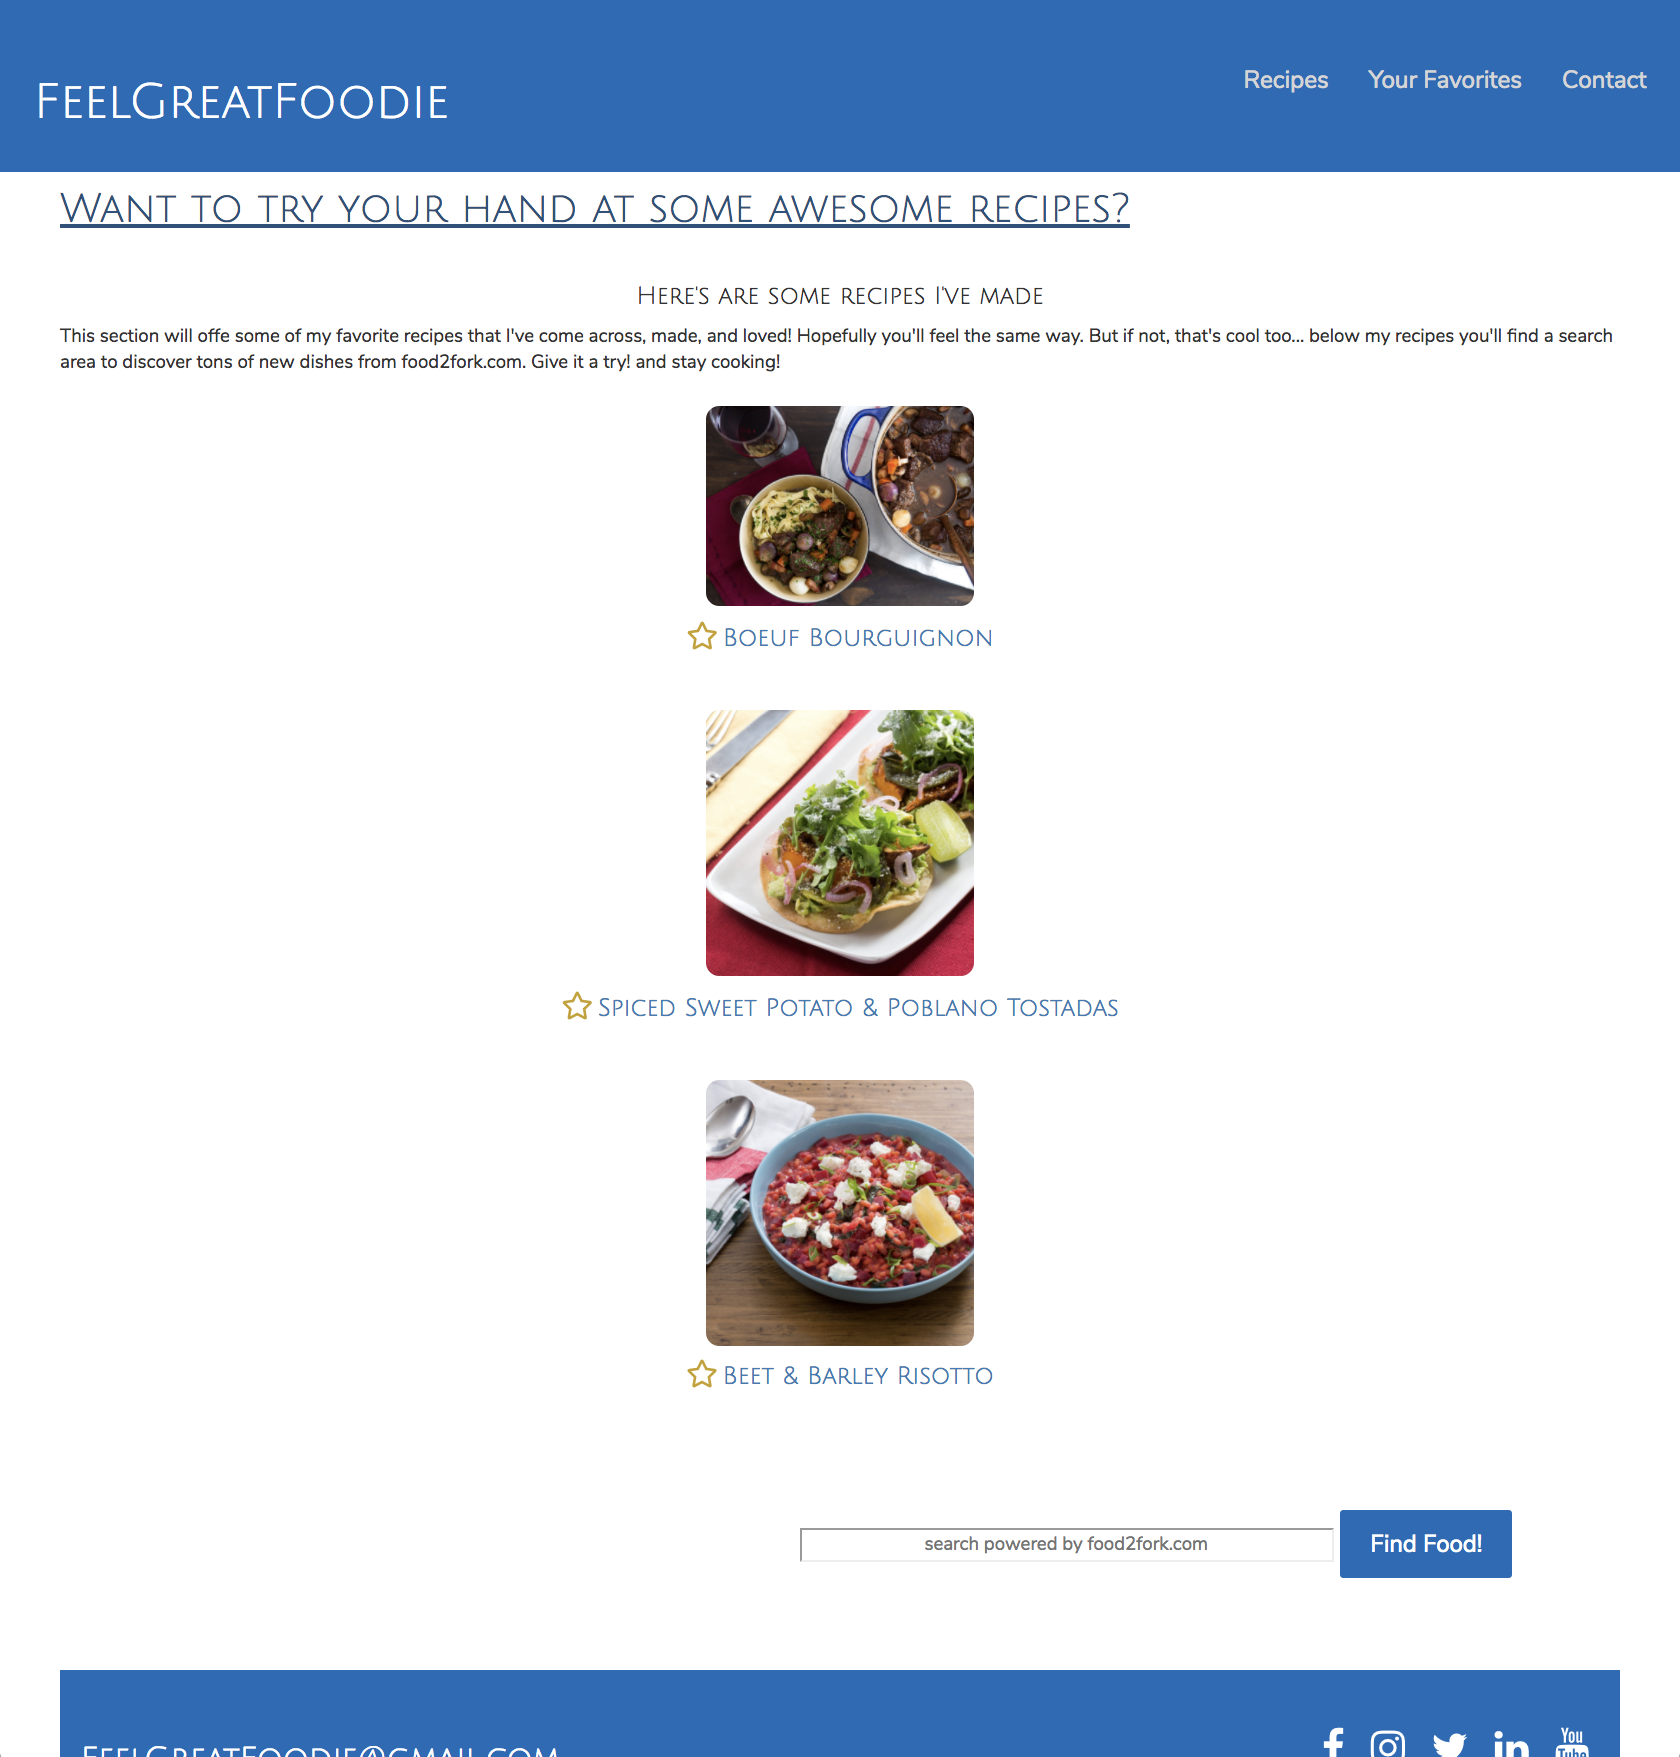 FeelGreatFoodie
Recipes Your Favorites Contact
Want to try your hand at some awesome recipes?
Here's are some recipes I've made
This section will offe some of my favorite recipes that I've come across, made, and loved! Hopefully you'll feel the same way. But if not, that's cool too... below my recipes you'll find a search
area to discover tons of new dishes from food2fork.com. Give it a try! and stay cooking!
Boeuf Bourguignon
Spiced Sweet Potato & Poblano Tostadas
Beet & Barley Risotto
search powered by food2fork.com
Find Food!
FeelGreatFoodie@gmail.com
You
Tube